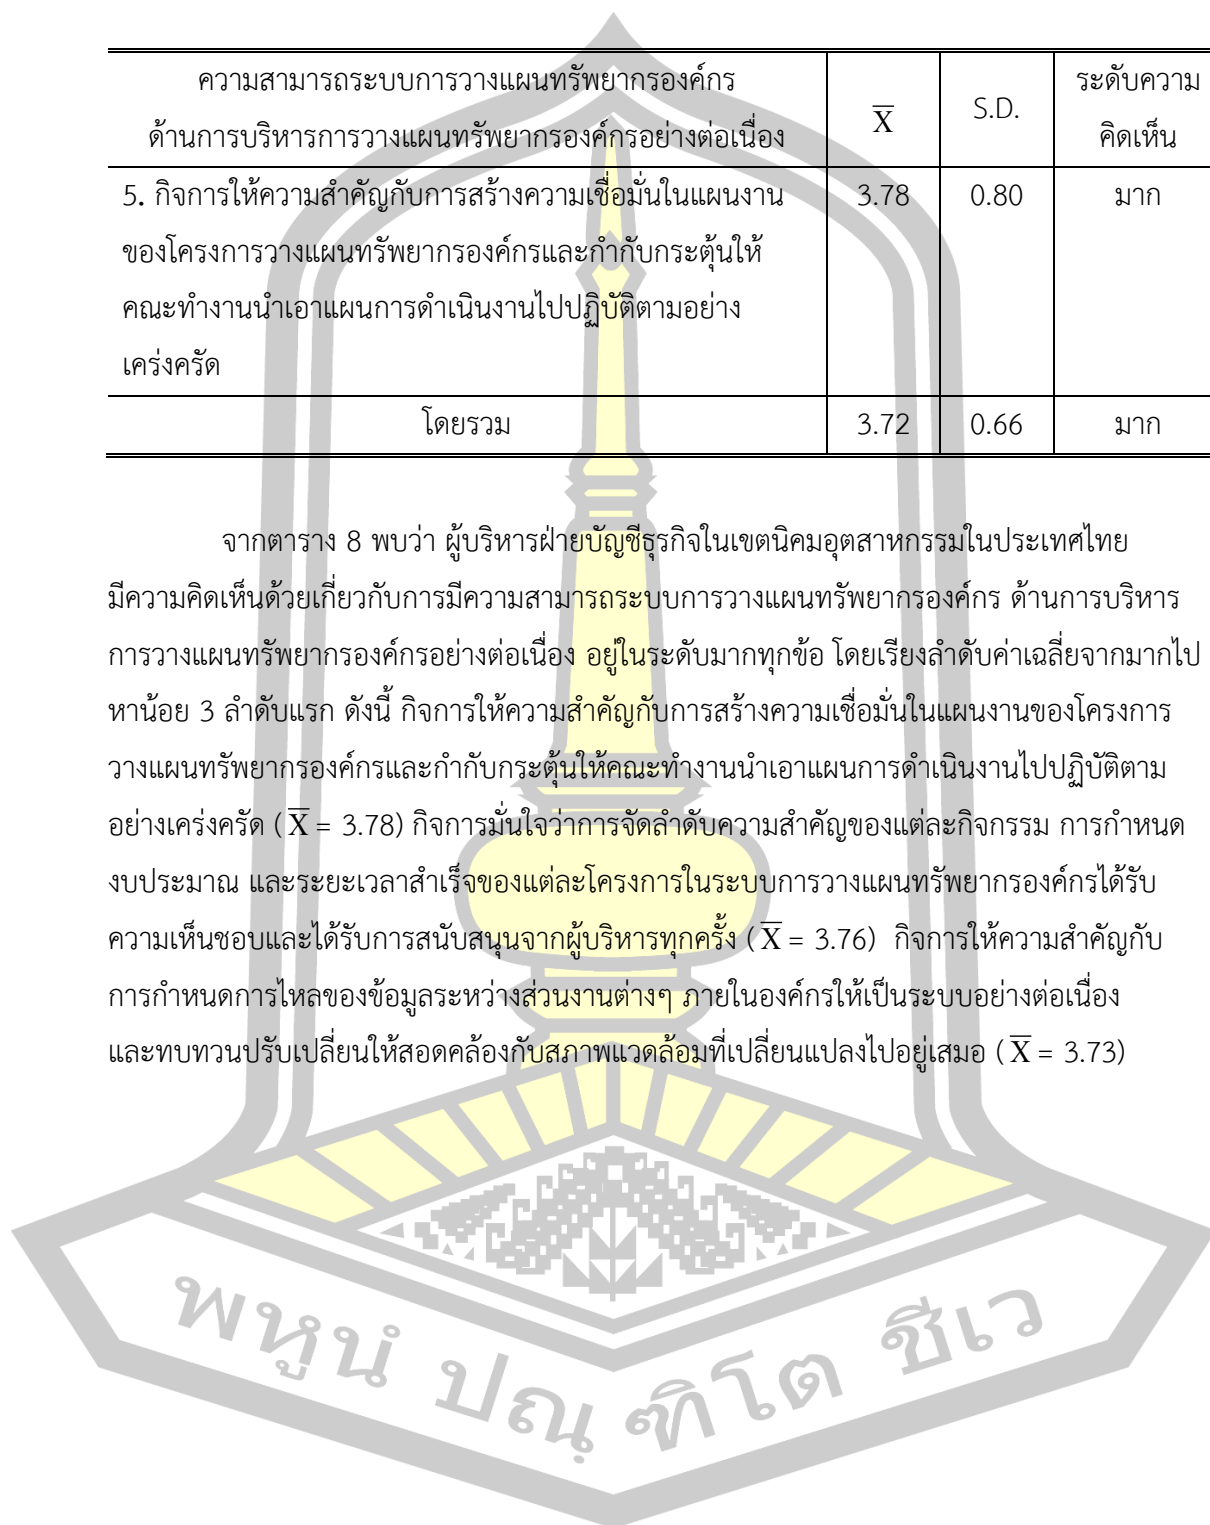 ความสามารถระบบการวางแผนทรัพยากรองค์กร
ด้านการบริหารการวางแผนทรัพยากรองค์กรอย่างต่อเนื่อง
X̅
S.D.
ระดับความ
คิดเห็น
5. กิจการให้ความสำคัญกับการสร้างความเชื่อมั่นในแผนงาน
ของโครงการวางแผนทรัพยากรองค์กรและกำกับกระตุ้นให้
คณะทำงานนำเอาแผนการดำเนินงานไปปฏิบัติตามอย่าง
เคร่งครัด
3.78
0.80
มาก
โดยรวม
3.72
0.66
มาก
จากตาราง 8 พบว่า ผู้บริหารฝ่ายบัญชีธุรกิจในเขตนิคมอุตสาหกรรมในประเทศไทย
มีความคิดเห็นด้วยเกี่ยวกับการมีความสามารถระบบการวางแผนทรัพยากรองค์กร ด้านการบริหาร
การวางแผนทรัพยากรองค์กรอย่างต่อเนื่อง อยู่ในระดับมากทุกข้อ โดยเรียงลำดับค่าเฉลี่ยจากมากไป
หาน้อย 3 ลำดับแรก ดังนี้ กิจการให้ความสำคัญกับการสร้างความเชื่อมั่นในแผนงานของโครงการ
วางแผนทรัพยากรองค์กรและกำกับกระตุ้นให้คณะทำงานนำเอาแผนการดำเนินงานไปปฏิบัติตาม
อย่างเคร่งครัด (X̅ = 3.78) กิจการมั่นใจว่าการจัดลำดับความสำคัญของแต่ละกิจกรรม การกำหนด
งบประมาณ และระยะเวลาสำเร็จของแต่ละโครงการในระบบการวางแผนทรัพยากรองค์กรได้รับ
ความเห็นชอบและได้รับการสนับสนุนจากผู้บริหารทุกครั้ง (X̅ = 3.76) กิจการให้ความสำคัญกับ
การกำหนดการไหลของข้อมูลระหว่างส่วนงานต่างๆ ภายในองค์กรให้เป็นระบบอย่างต่อเนื่อง
และทบทวนปรับเปลี่ยนให้สอดคล้องกับสภาพแวดล้อมที่เปลี่ยนแปลงไปอยู่เสมอ (X̅ = 3.73)
พหูนํ ปณฺฑิโต ชีเว